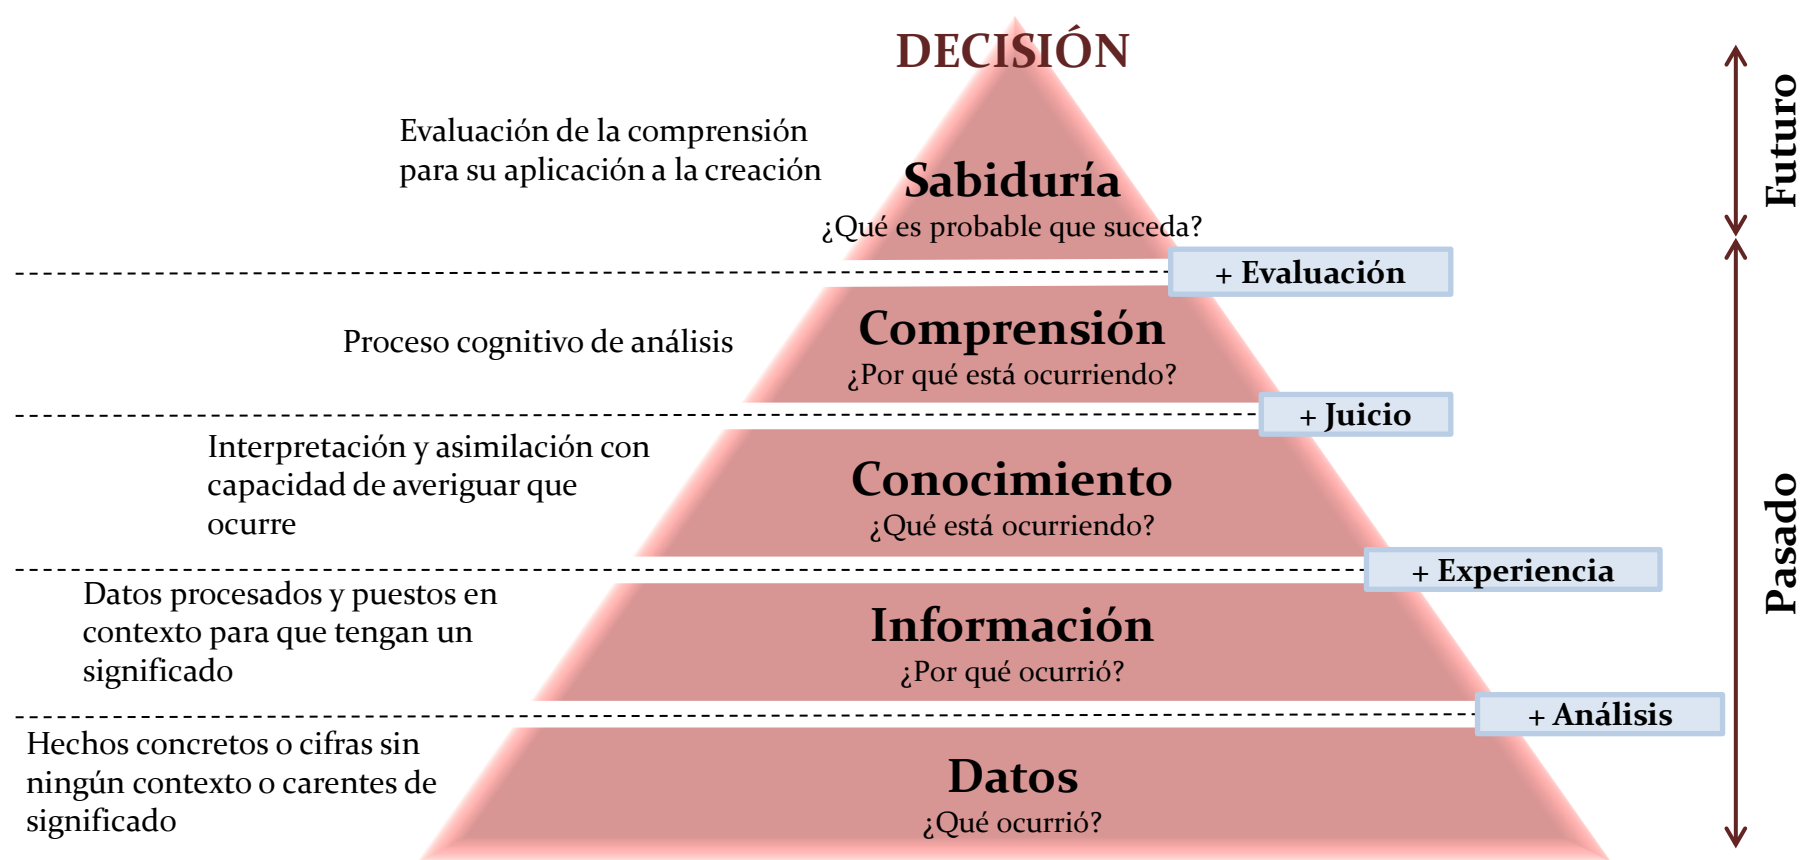 DECISIÓN
Evaluación de la comprensión
para su aplicación a la creación
Sabiduría
¿Qué es probable que suceda?
+ Evaluación
Proceso cognitivo de análisis
Comprensión
¿Por qué está ocurriendo?
+ Juicio
Interpretación y asimilación con
capacidad de averiguar que
ocurre
Conocimiento
¿Qué está ocurriendo?
+ Experiencia
Datos procesados y puestos en
contexto para que tengan un
significado
Información
¿Por qué ocurrió?
+ Análisis
Hechos concretos o cifras sin
ningún contexto o carentes de
significado
Datos
¿Qué ocurrió?
Futuro
Pasado